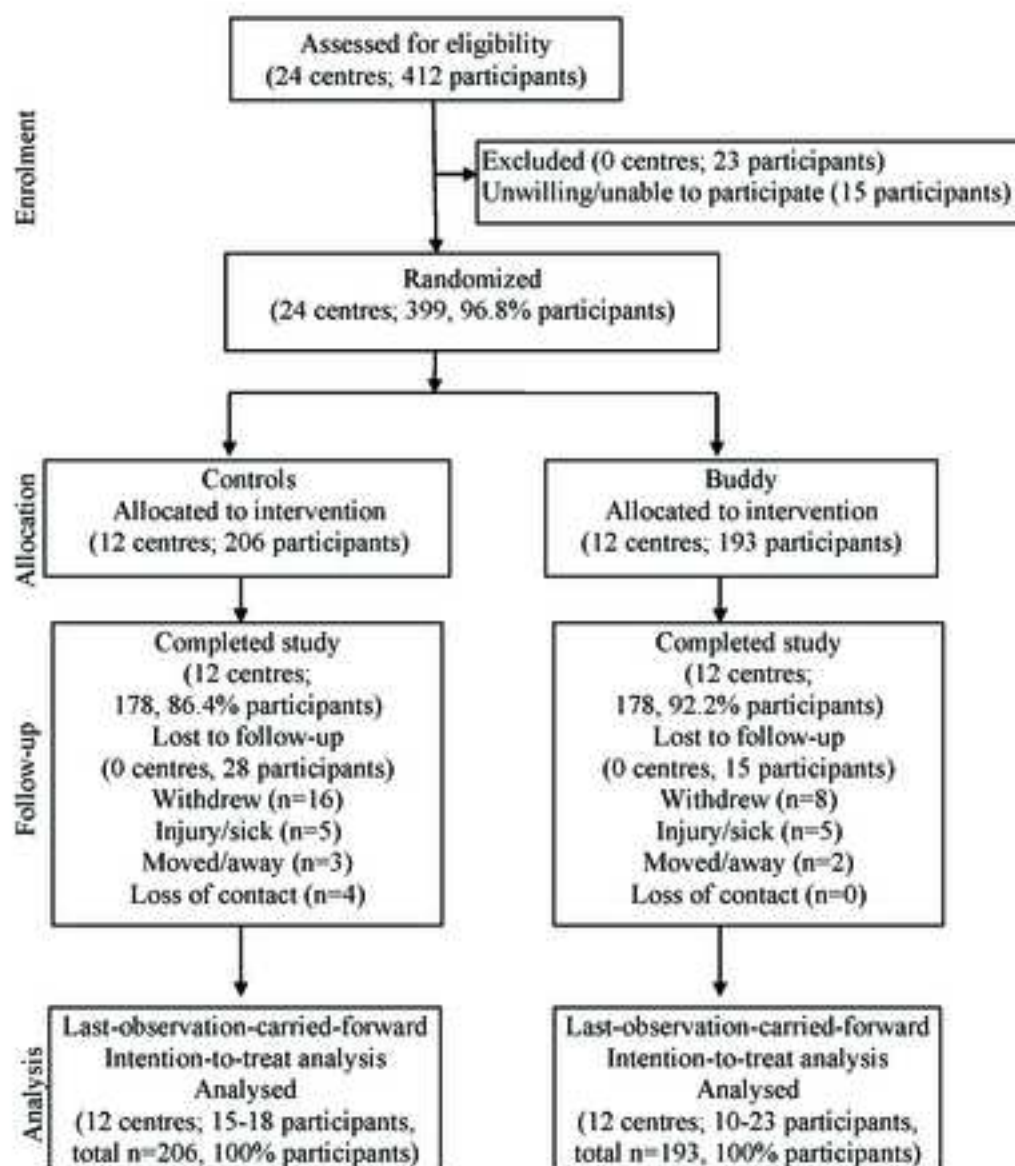 Assessed for eligibility
(24 centres; 412 participants)
Enrolment
Excluded (0 centres; 23 participants)
Unwilling/unable to participate (15 participants)
Randomized
(24 centres; 399, 96.8% participants)
Allocation
Controls
Allocated to intervention
(12 centres; 206 participants)
Buddy
Allocated to intervention
(12 centres; 193 participants)
Follow-up
Completed study
(12 centres;
178, 86.4% participants)
Lost to follow-up
(0 centres, 28 participants)
Withdrew (n=16)
Injury/sick (n=5)
Moved/away (n=3)
Loss of contact (n=4)
Completed study
(12 centres;
178, 92.2% participants)
Lost to follow-up
(0 centres, 15 participants)
Withdrew (n=8)
Injury/sick (n=5)
Moved/away (n=2)
Loss of contact (n=0)
Analysis
Last-observation-carried-forward
Intention-to-treat analysis
Analysed
(12 centres; 15-18 participants,
total n=206, 100% participants)
Last-observation-carried-forward
Intention-to-treat analysis
Analysed
(12 centres; 10-23 participants,
total n=193, 100% participants)